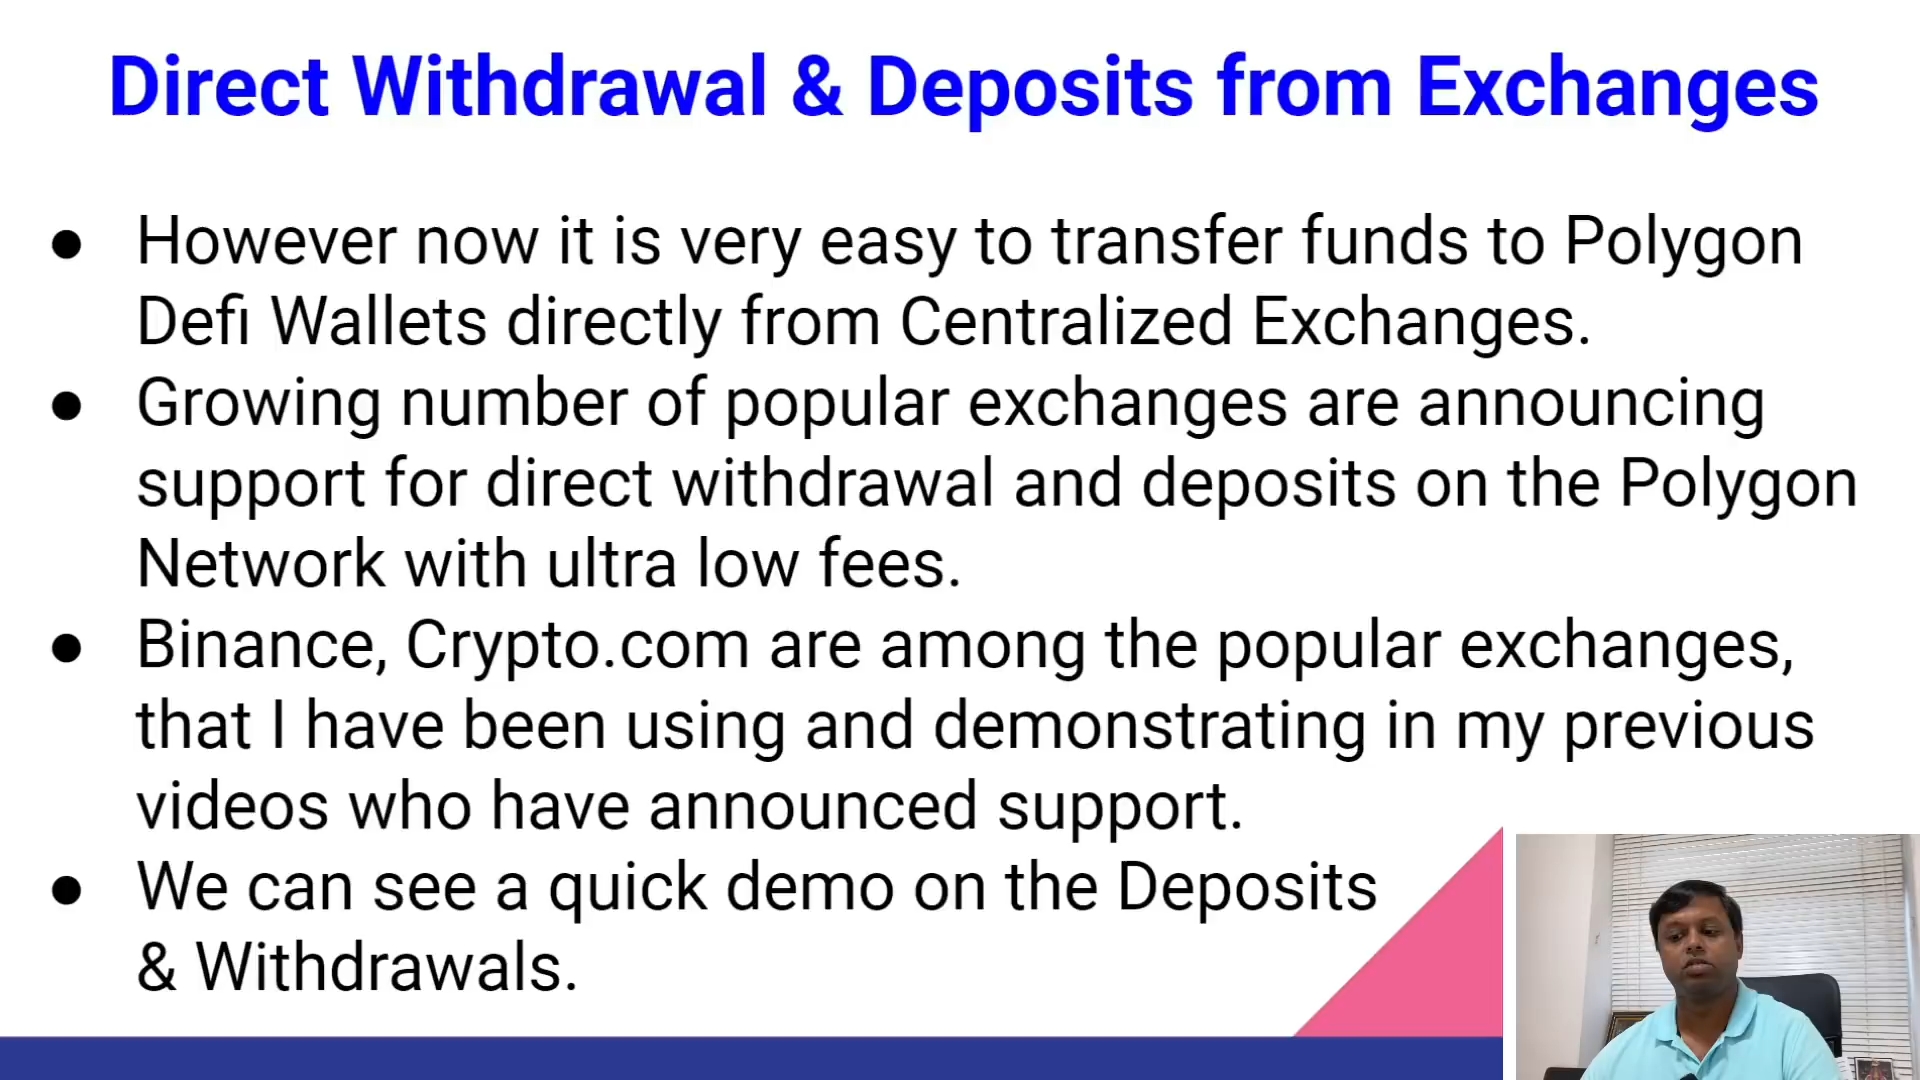 Direct Withdrawal & Deposits from Exchanges
● However now it is very easy to transfer funds to Polygon
Defi Wallets directly from Centralized Exchanges.
● Growing number of popular exchanges are announcing
support for direct withdrawal and deposits on the Polygon
Network with ultra low fees.
● Binance, Crypto.com are among the popular exchanges,
that I have been using and demonstrating in my previous
videos who have announced support.
● We can see a quick demo on the Deposits
& Withdrawals.